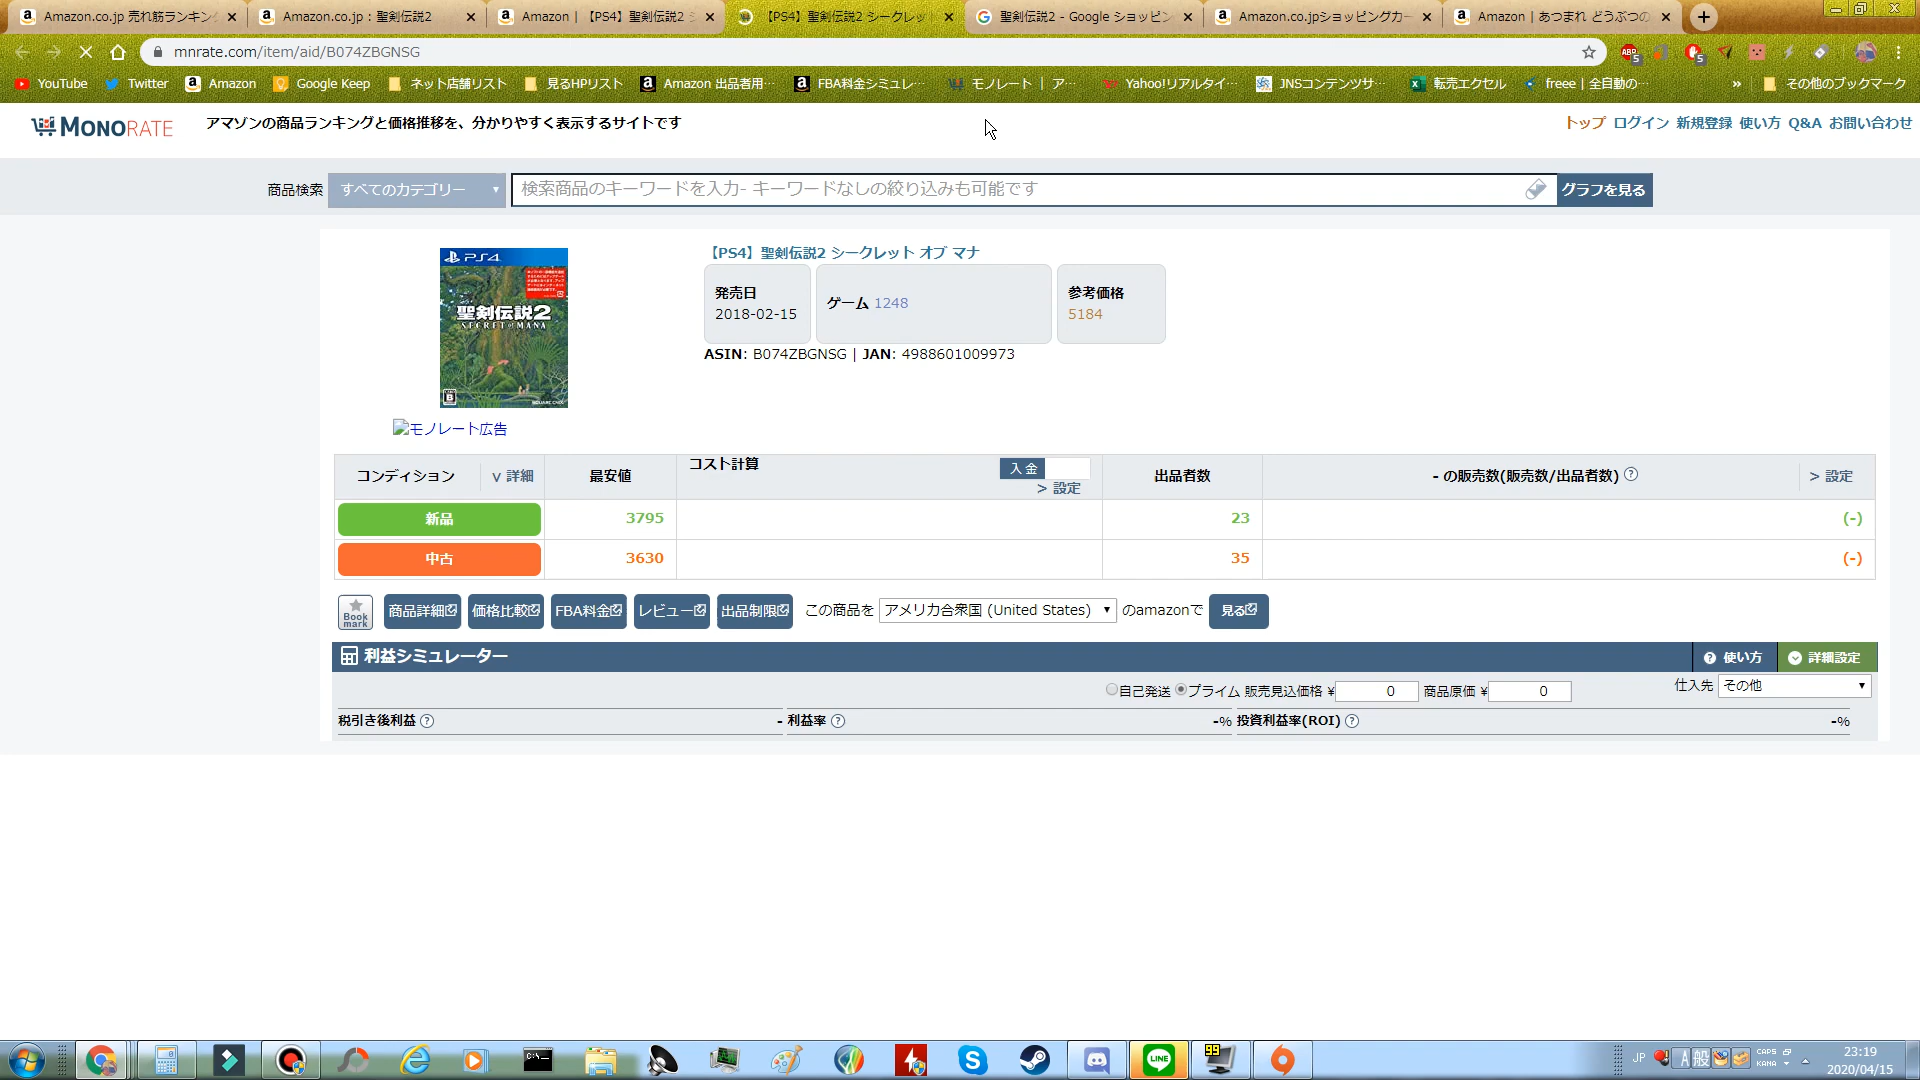 Amazon.co.jp 売れ筋ランキン
Amazon.co.jp : 聖剣伝説2
Amazon | 【PS4】聖剣伝説2 シ
【PS4】聖剣伝説2 シークレッ
聖剣伝説2 - Google ショッピン
Amazon.co.jpショッピングカー
Amazon | あつまれ どうぶつの
mnrate.com/item/aid/B074ZBGNSG
YouTube
Twitter
Amazon
Google Keep
ネット店舗リスト
見るHPリスト
Amazon 出品者用…
FBA料金シミュレ…
モノレート | ア…
Yahoo!リアルタイ…
JNSコンテンツサ…
転売エクセル
freee | 全自動の…
»
その他のブックマーク
MONORATE
アマゾンの商品ランキングと価格推移を、分かりやすく表示するサイトです
トップ ログイン 新規登録 使い方 Q&A お問い合わせ
商品検索
すべてのカテゴリー
検索商品のキーワードを入力- キーワードなしの絞り込みも可能です
グラフを見る
PS4
聖剣伝説2
SECRET of MANA
【PS4】聖剣伝説2 シークレット オブ マナ
発売日
2018-02-15
ゲーム 1248
参考価格
5184
ASIN: B074ZBGNSG | JAN: 4988601009973
モノレート広告
コンディション
∨ 詳細
最安値
コスト計算
入金
> 設定
出品者数
- の販売数(販売数/出品者数)
> 設定
新品
3795
23
(-)
中古
3630
35
(-)
Book mark
商品詳細
価格比較
FBA料金
レビュー
出品制限
この商品を
アメリカ合衆国 (United States)
のamazonで
見る
利益シミュレーター
使い方
詳細設定
自己発送
プライム 販売見込価格 ¥ 0
商品原価 ¥ 0
仕入先
その他
税引き後利益
-
利益率
-%
投資利益率(ROI)
-%
LINE
99
JP
A般
CAPS
KANA
23:19
2020/04/15